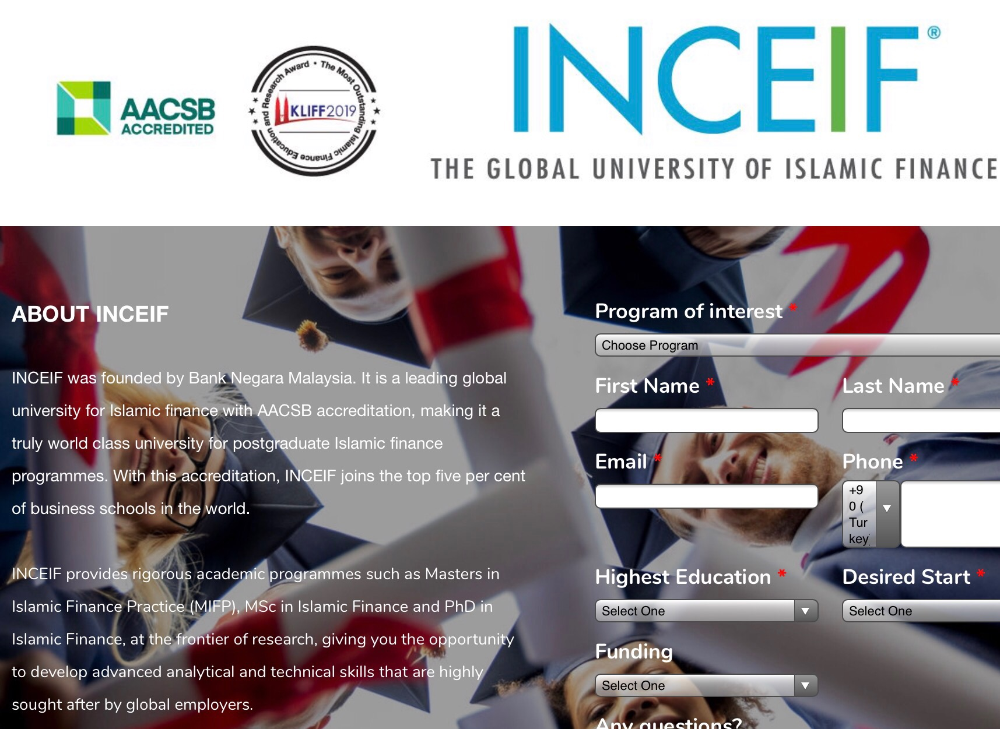 AACSB
ACCREDITED
The Most Outstanding Islamic Finance Education and Research Award •
KLIFF2019
INCEIF®
THE GLOBAL UNIVERSITY OF ISLAMIC FINANCE
ABOUT INCEIF
INCEIF was founded by Bank Negara Malaysia. It is a leading global
university for Islamic finance with AACSB accreditation, making it a
truly world class university for postgraduate Islamic finance
programmes. With this accreditation, INCEIF joins the top five per cent
of business schools in the world.
INCEIF provides rigorous academic programmes such as Masters in
Islamic Finance Practice (MIFP), MSc in Islamic Finance and PhD in
Islamic Finance, at the frontier of research, giving you the opportunity
to develop advanced analytical and technical skills that are highly
sought after by global employers.
Program of interest *
Choose Program
First Name * Last Name *
Email * Phone *
+9
0 (
Tur
key)
Highest Education * Desired Start *
Select One Select One
Funding
Select One
Any questions?